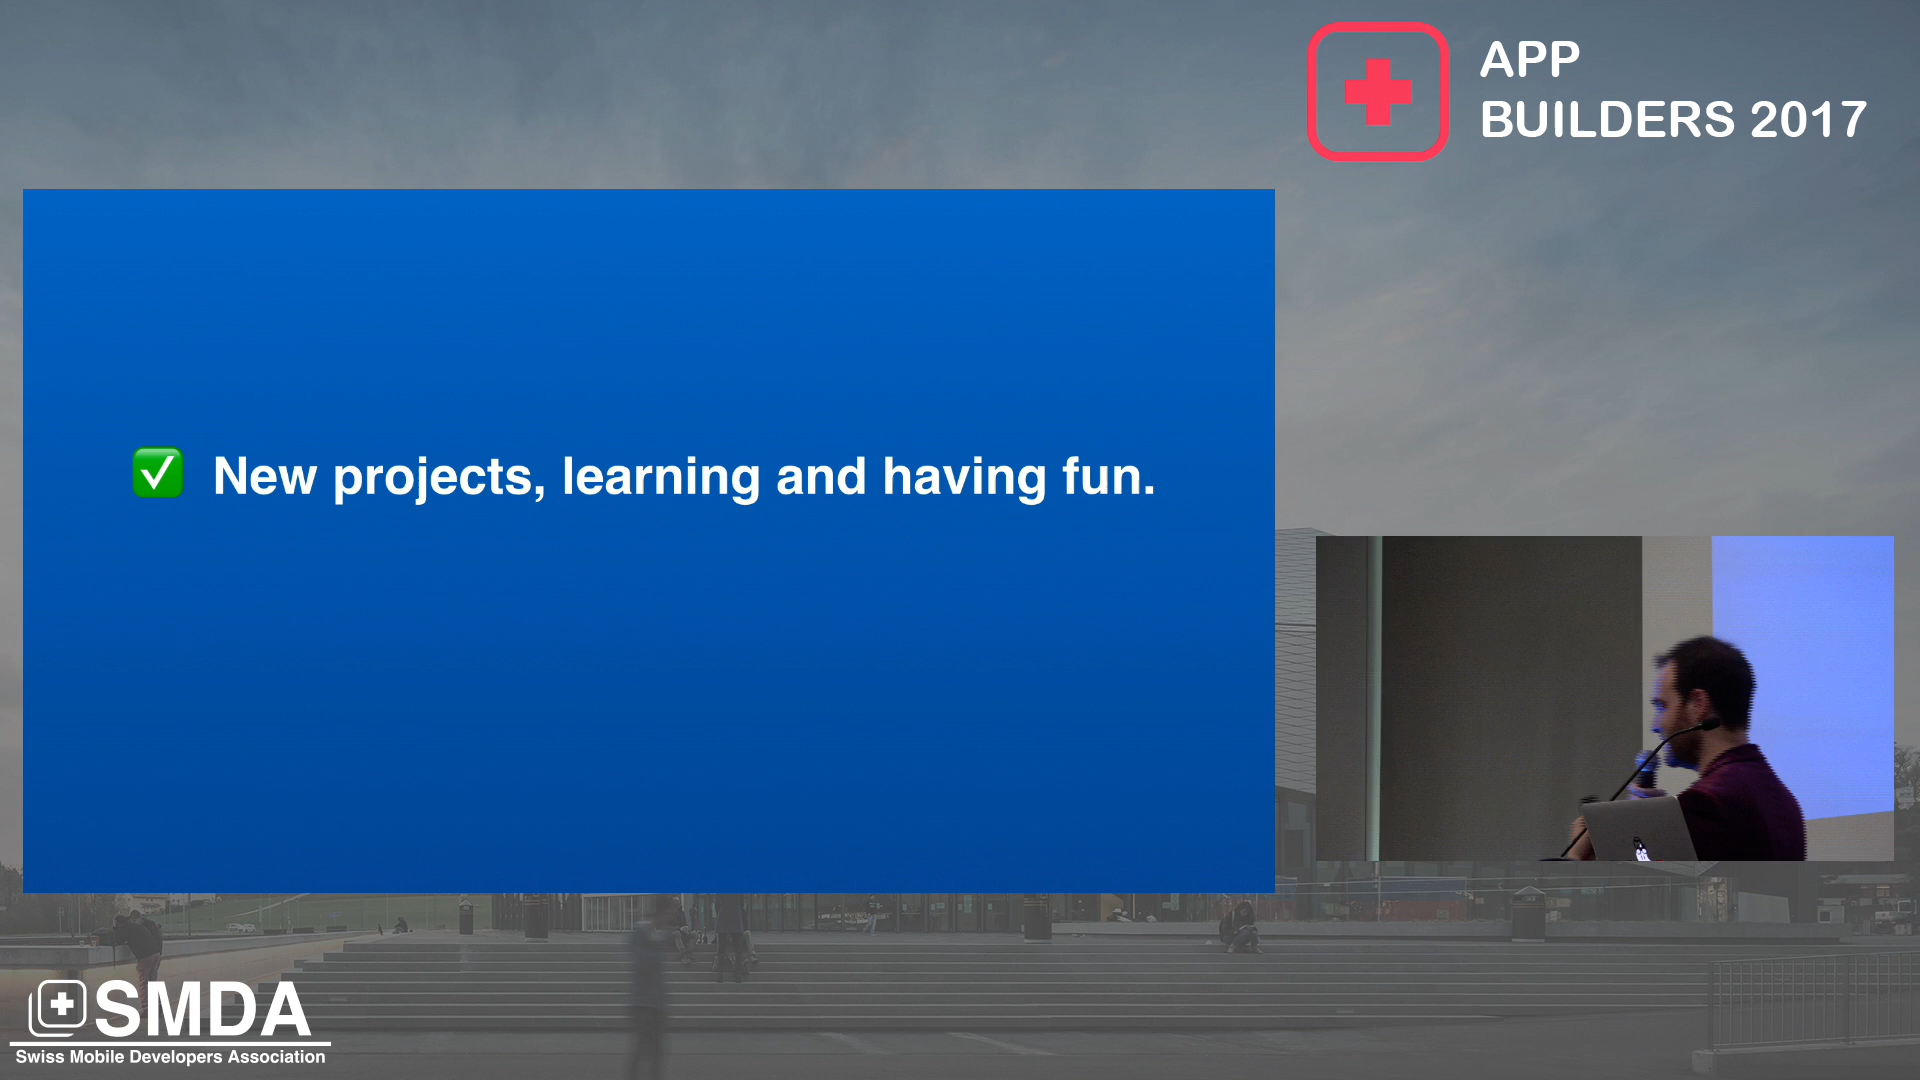 APP
BUILDERS 2017
✅ New projects, learning and having fun.
SMDA
Swiss Mobile Developers Association